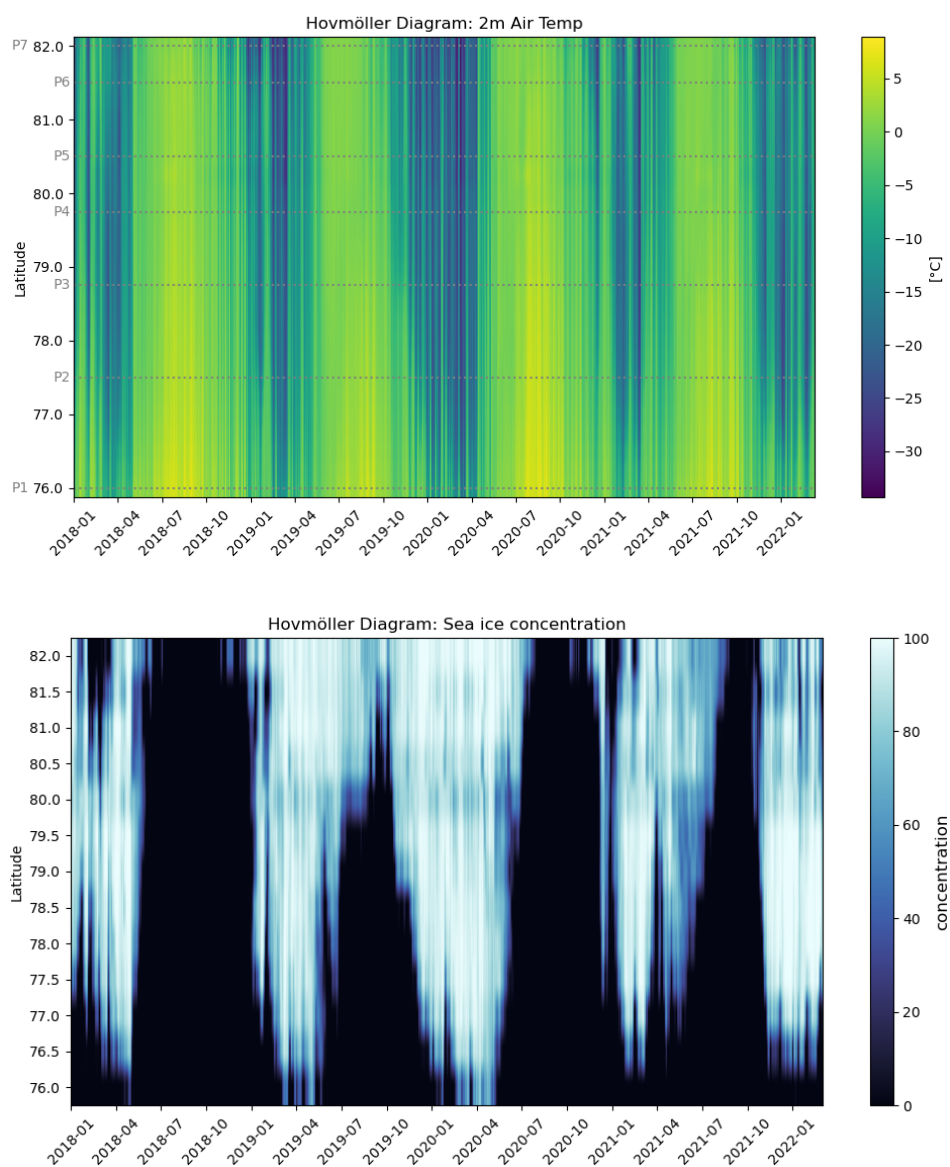 Hovmöller Diagram: 2m Air Temp
P7 82.0
P6
81.0
P5
80.0
P4
79.0
P3
78.0
P2
77.0
P1 76.0
Latitude
2018-01 2018-04 2018-07 2018-10 2019-01 2019-04 2019-07 2019-10 2020-01 2020-04 2020-07 2020-10 2021-01 2021-04 2021-07 2021-10 2022-01
5
0
−5
−10
−15
−20
−25
−30
[°C]
Hovmöller Diagram: Sea ice concentration
82.0
81.5
81.0
80.5
80.0
79.5
79.0
78.5
78.0
77.5
77.0
76.5
76.0
Latitude
2018-01 2018-04 2018-07 2018-10 2019-01 2019-04 2019-07 2019-10 2020-01 2020-04 2020-07 2020-10 2021-01 2021-04 2021-07 2021-10 2022-01
100
80
60
40
20
0
concentration